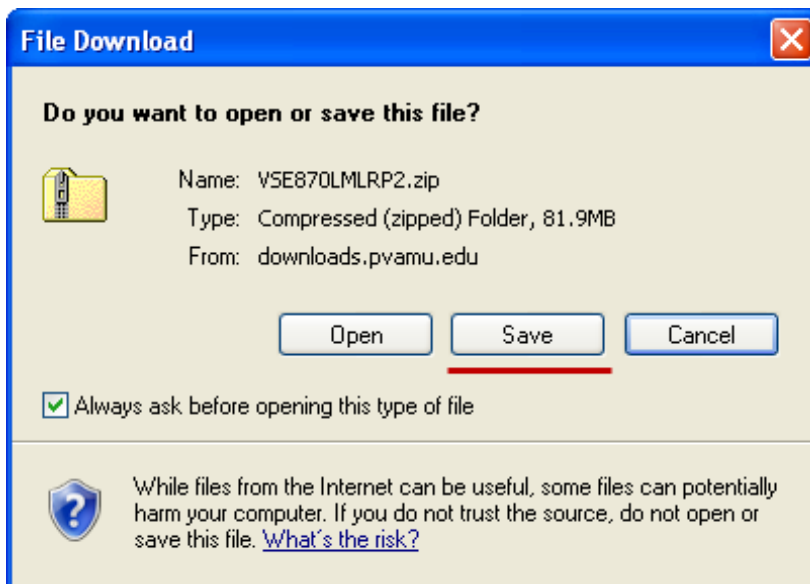 File Download
Do you want to open or save this file?
Name: VSE870LMLRP2.zip
Type: Compressed (zipped) Folder, 81.9MB
From: downloads.pvamu.edu
Open Save Cancel
Always ask before opening this type of file
While files from the Internet can be useful, some files can potentially
harm your computer. If you do not trust the source, do not open or
save this file. What's the risk?